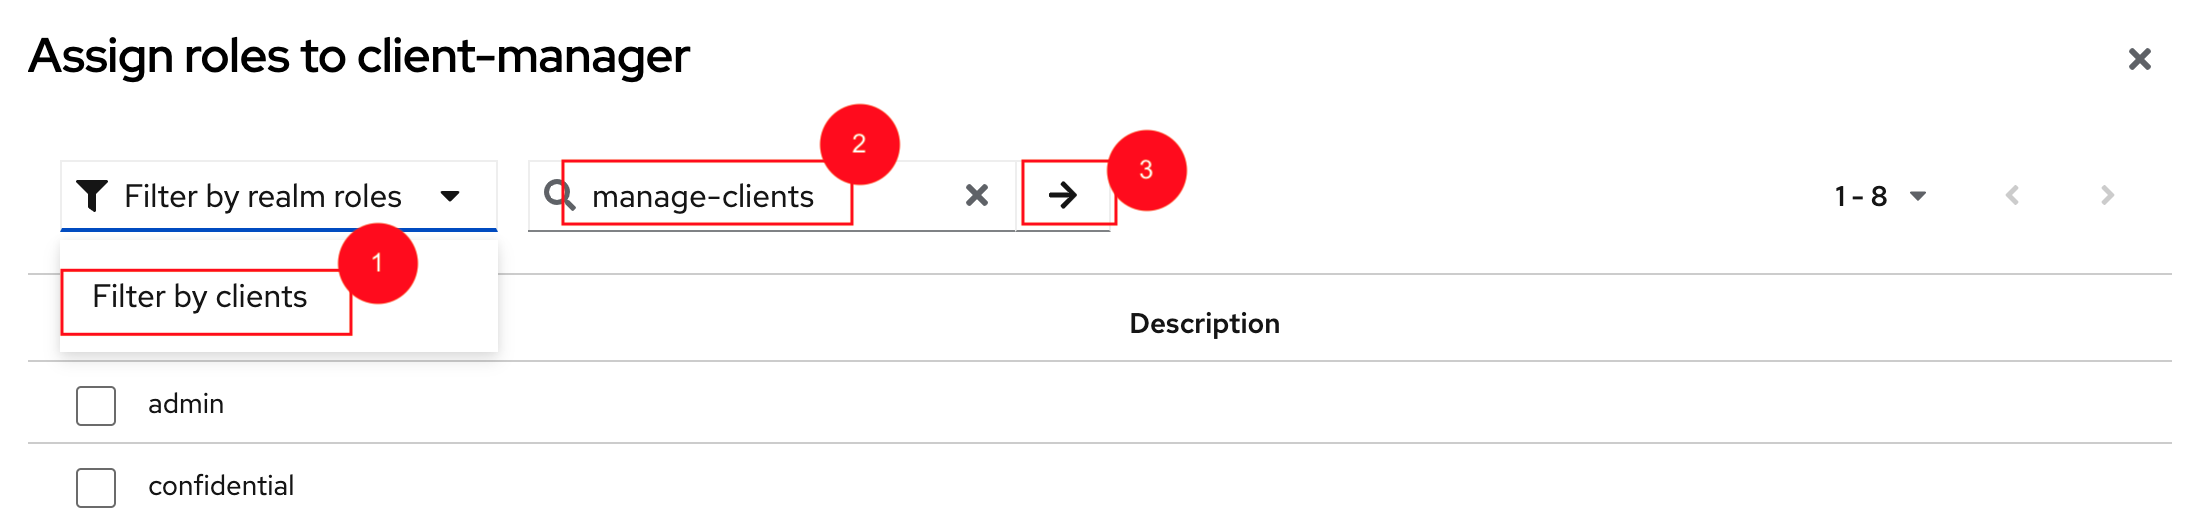 Assign roles to client-manager
2
3
Filter by realm roles
manage-clients
1 - 8
1
Filter by clients
Description
admin
confidential